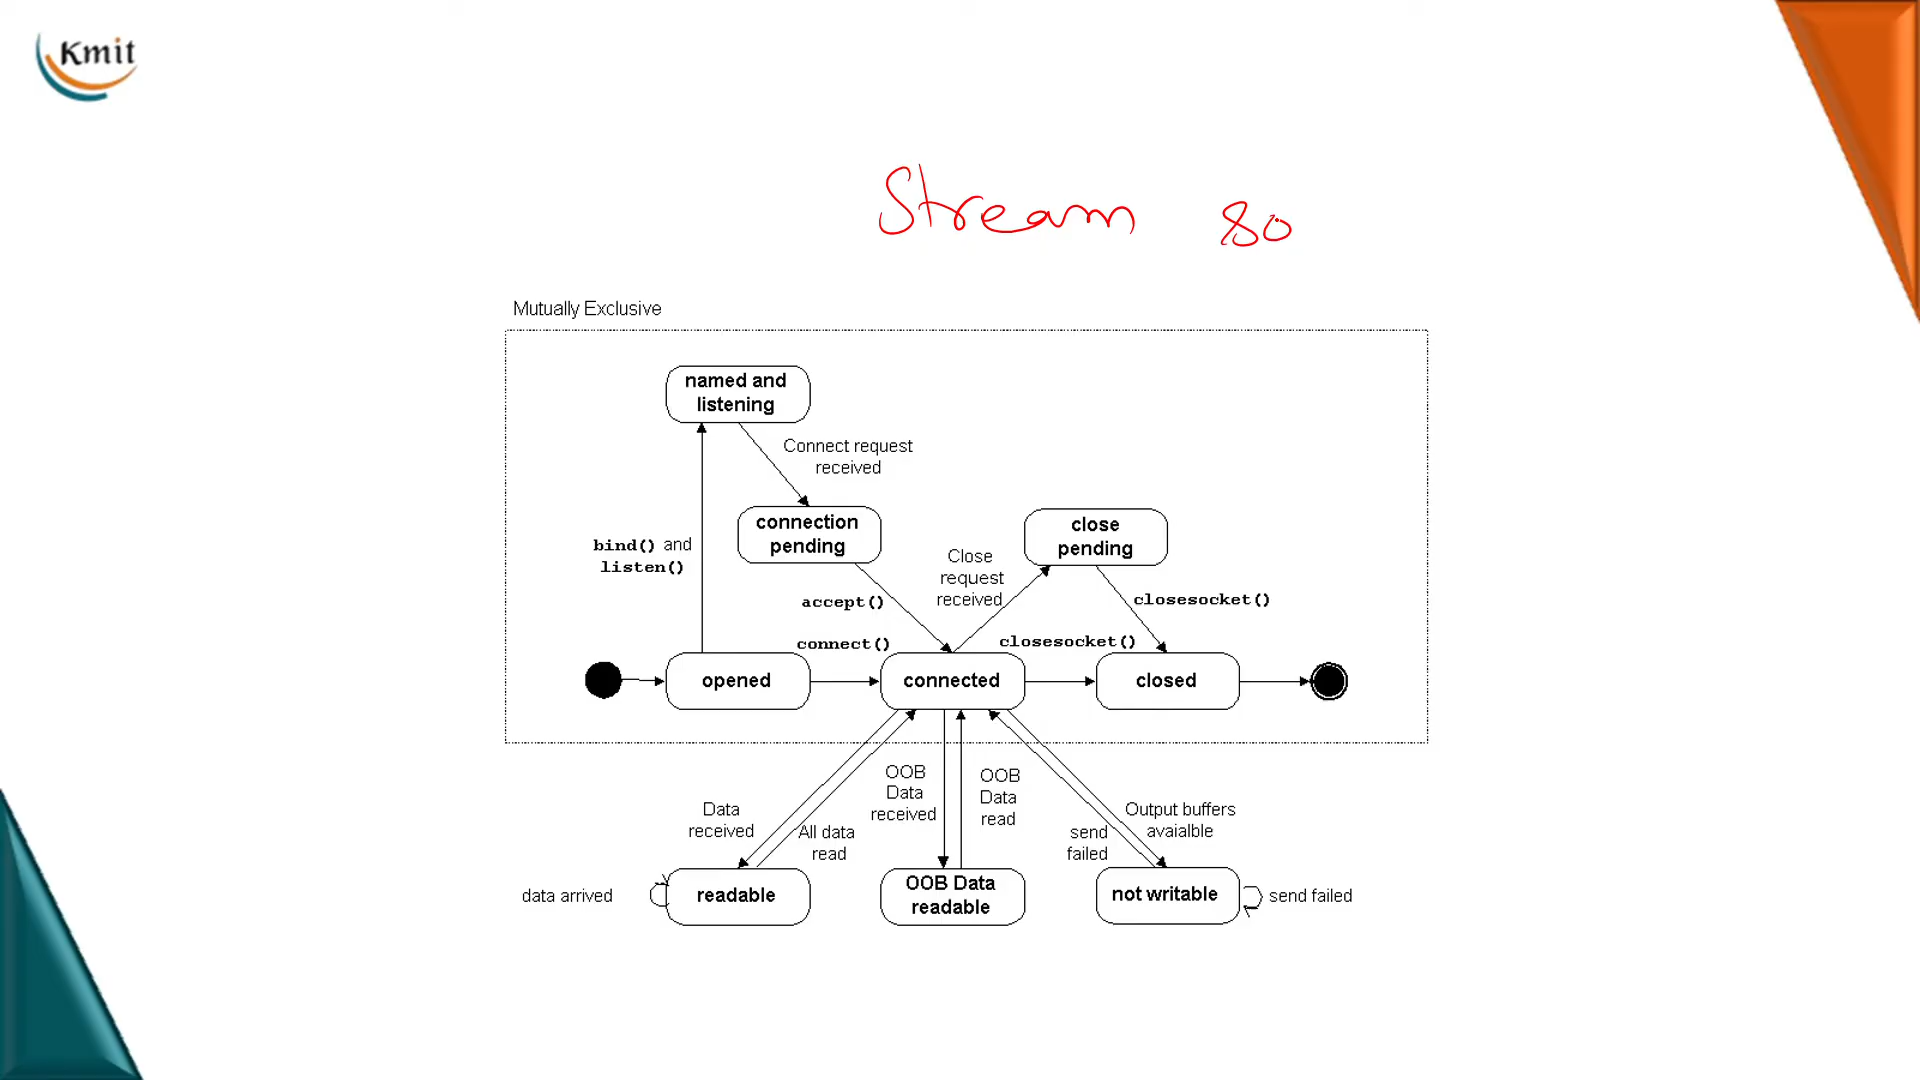 Kmit
Stream so
Mutually Exclusive
named and
listening
Connect request
received
connection
pending
close
pending
bind() and
listen()
Close
request
received
accept()
closesocket()
connect()
closesocket()
opened
connected
closed
OOB
Data
received
OOB
Data
read
Data
received
All data
read
send
failed
Output buffers
avaialble
data arrived
readable
OOB Data
readable
not writable
send failed